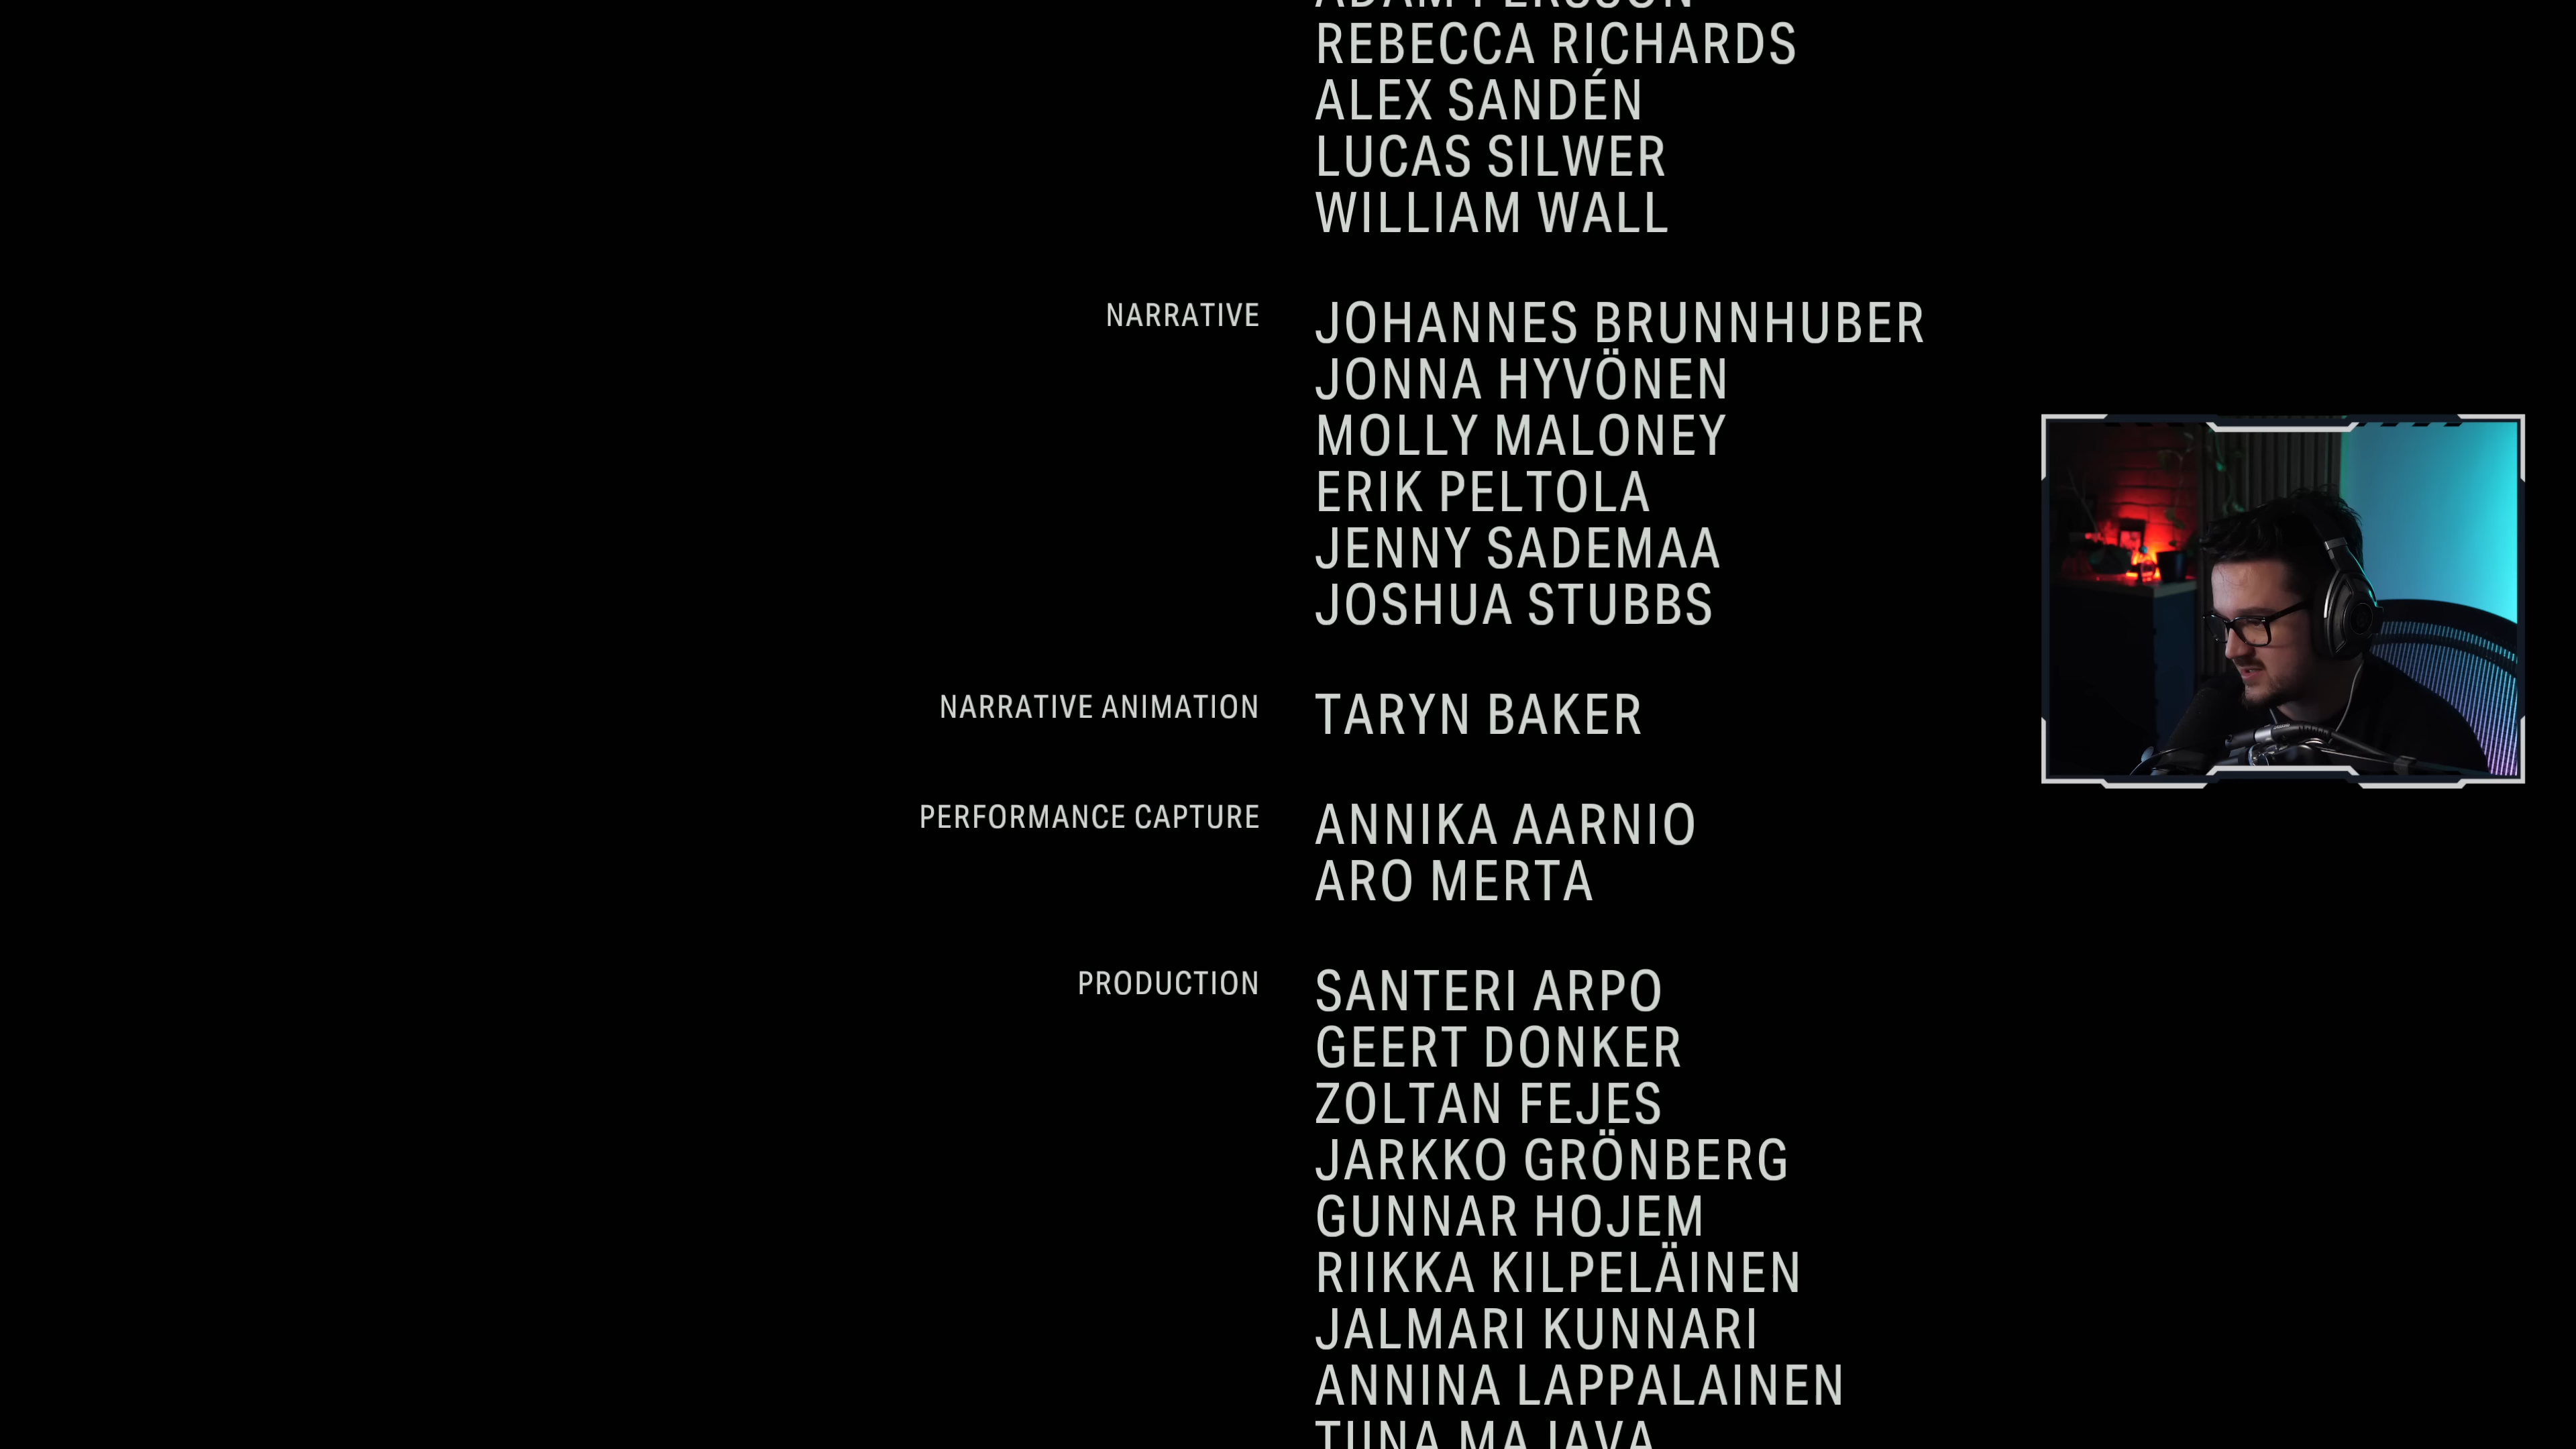 ADAM PERSSON
REBECCA RICHARDS
ALEX SANDÉN
LUCAS SILWER
WILLIAM WALL
NARRATIVE JOHANNES BRUNNHUBER
JONNA HYVÖNEN
MOLLY MALONEY
ERIK PELTOLA
JENNY SADEMAA
JOSHUA STUBBS
NARRATIVE ANIMATION TARYN BAKER
PERFORMANCE CAPTURE ANNIKA AARNIO
ARO MERTA
PRODUCTION SANTERI ARPO
GEERT DONKER
ZOLTAN FEJES
JARKKO GRÖNBERG
GUNNAR HOJEM
RIIKKA KILPELÄINEN
JALMARI KUNNARI
ANNINA LAPPALAINEN